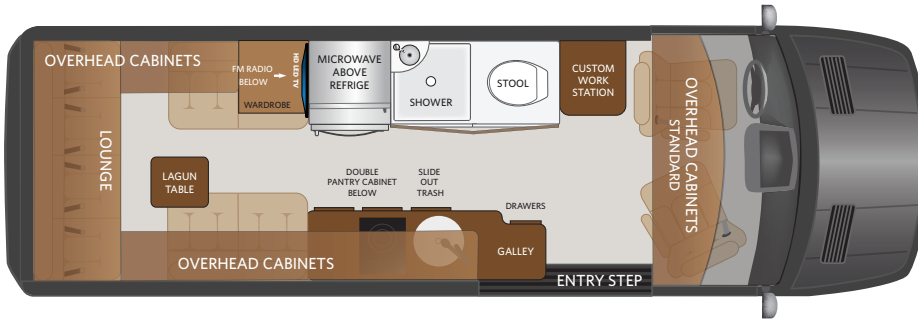 OVERHEAD CABINETS
FM RADIO
BELOW
HD LED TV
WARDROBE
MICROWAVE
ABOVE
REFRIGE
SHOWER
STOOL
CUSTOM
WORK
STATION
OVERHEAD CABINETS
STANDARD
LOUNGE
LAGUN
TABLE
DOUBLE
PANTRY CABINET
BELOW
SLIDE
OUT
TRASH
DRAWERS
GALLEY
OVERHEAD CABINETS
ENTRY STEP